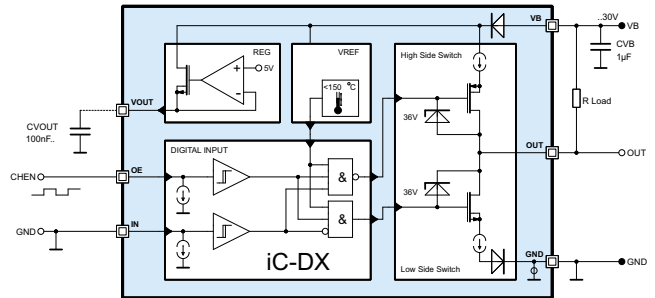 ..30V
VB
VB
CVB
1µF
REG
5V
+
-
VREF
<150 °C
High Side Switch
36V
R Load
VOUT
CVOUT
100nF..
DIGITAL INPUT
CHEN
OE
&
&
OUT
OUT
36V
GND
IN
iC-DX
Low Side Switch
GND
GND